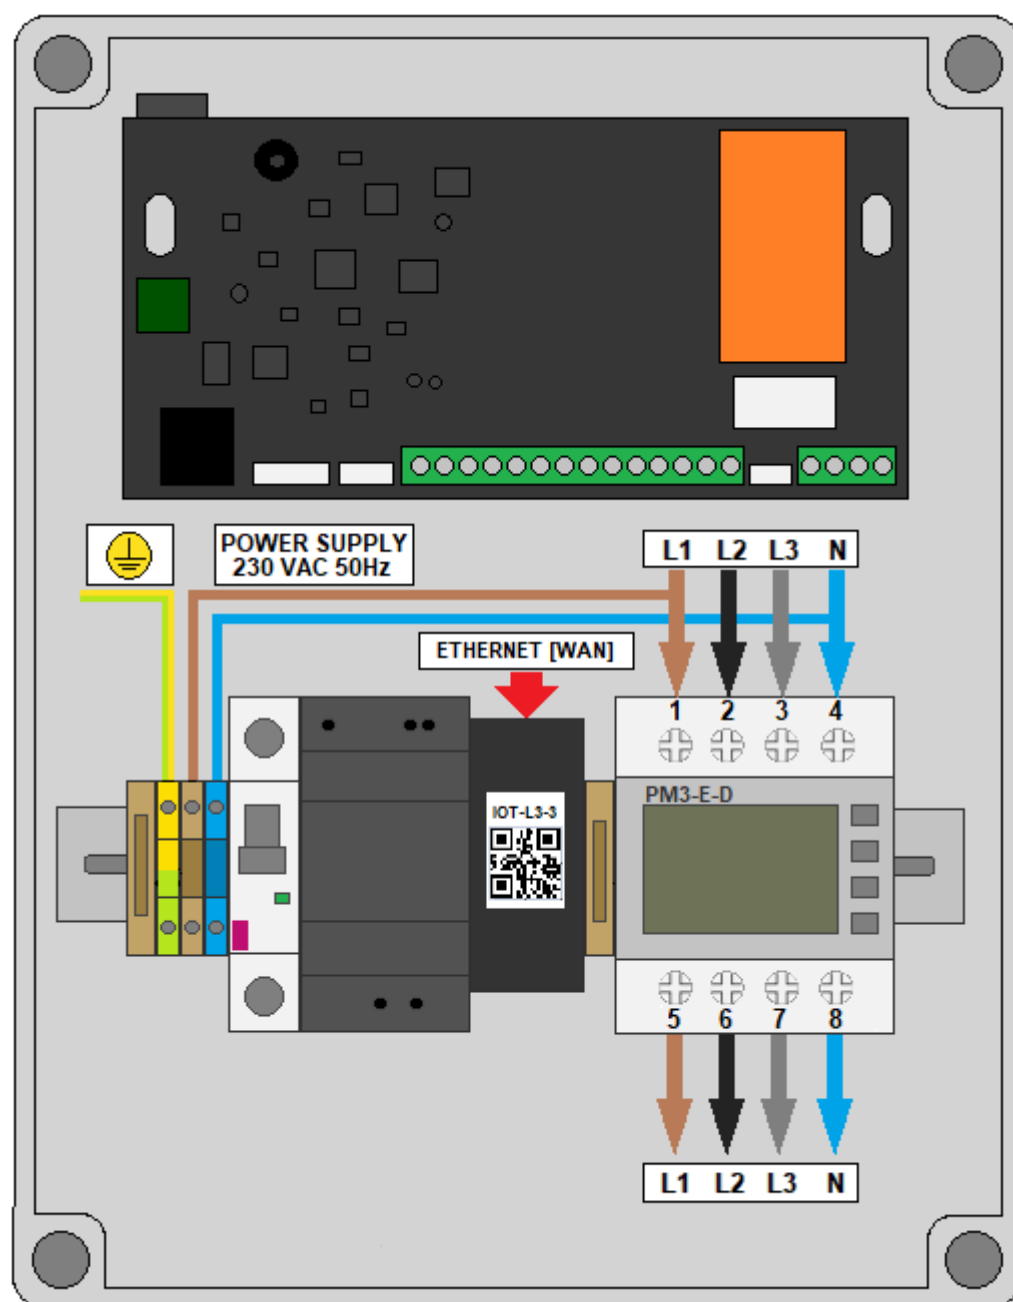 POWER SUPPLY
230 VAC 50Hz
L1 L2 L3 N
ETHERNET [WAN]
1 2 3 4
PM3-E-D
IOT-L3-3
5 6 7 8
L1 L2 L3 N